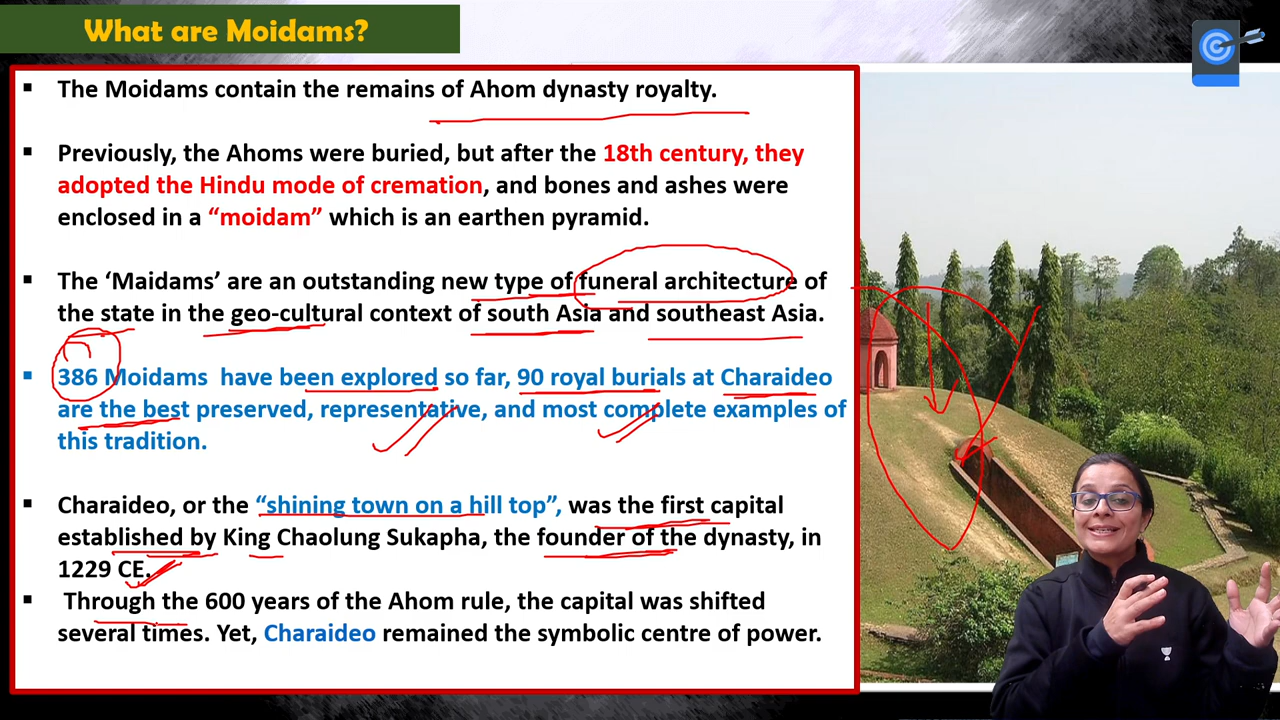 What are Moidams?
▪ The Moidams contain the remains of Ahom dynasty royalty.
▪ Previously, the Ahoms were buried, but after the 18th century, they
adopted the Hindu mode of cremation, and bones and ashes were
enclosed in a “moidam” which is an earthen pyramid.
▪ The ‘Maidams’ are an outstanding new type of funeral architecture of
the state in the geo-cultural context of south Asia and southeast Asia.
▪ 386 Moidams have been explored so far, 90 royal burials at Charaideo
are the best preserved, representative, and most complete examples of
this tradition.
▪ Charaideo, or the “shining town on a hill top”, was the first capital
established by King Chaolung Sukapha, the founder of the dynasty, in
1229 CE.
▪ Through the 600 years of the Ahom rule, the capital was shifted
several times. Yet, Charaideo remained the symbolic centre of power.